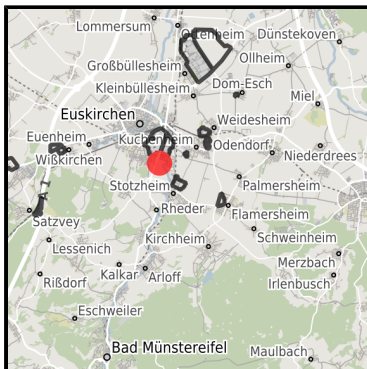 Lommersum
Ottenheim
Dünstekoven
Großbüllesheim
Ollheim
Kleinbüllesheim
Dom-Esch
Miel
Euskirchen
Weidesheim
Euenheim
Kuchenheim
Odendorf
Wißkirchen
Niederdrees
Stotzheim
Palmersheim
Satzvey
Rheder
Flamersheim
Schweinheim
Lessenich
Kirchheim
Merzbach
Rißdorf
Kalkar
Arloff
Irlenbusch
Eschweiler
Bad Münstereifel
Maulbach